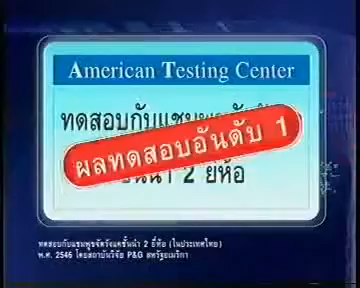 American Testing Center
ทดสอบกับแชมพู
ผลทดสอบอันดับ 1
2 ยี่ห้อ
ทดสอบกับแชมพูขจัดรังแคชั้นนำ 2 ยี่ห้อ (ในประเทศไทย)
พ.ศ. 2546 โดยสถาบันวิจัย P&G สหรัฐอเมริกา